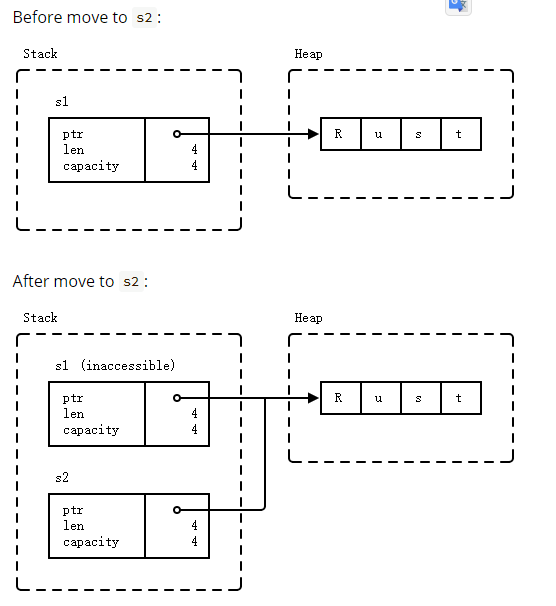 Before move to s2:
Stack
Heap
s1
ptr
len 4
capacity 4
R u s t
After move to s2:
Stack
Heap
s1 (inaccessible)
ptr
len 4
capacity 4
R u s t
s2
ptr
len 4
capacity 4